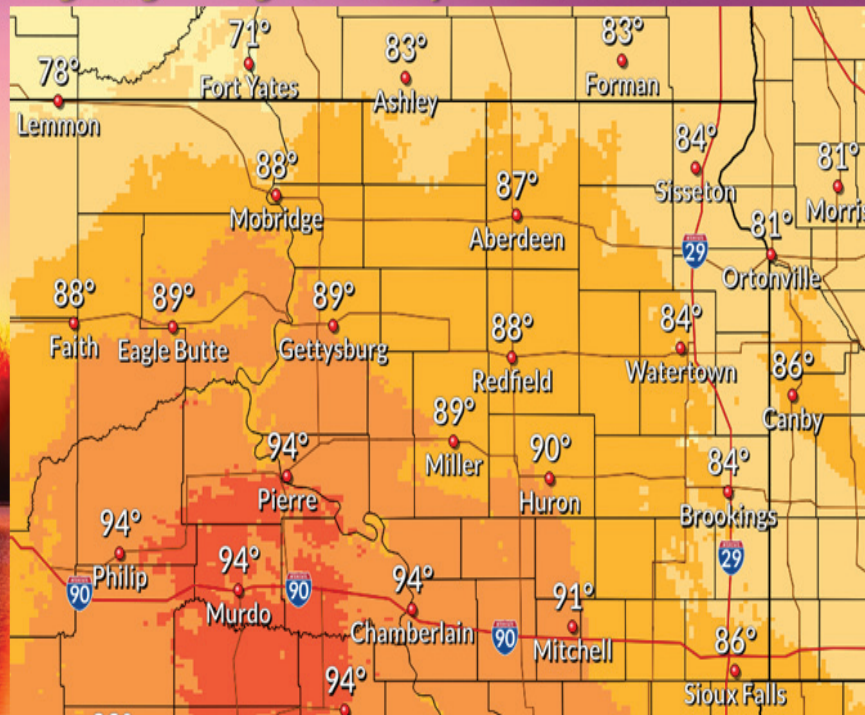 71°
Fort Yates
83°
Ashley
83°
Forman
78°
Lemmon
84°
Sisseton
81°
Morris
88°
Mobridge
87°
Aberdeen
81°
Ortonville
29
88°
Faith
89°
Eagle Butte
89°
Gettysburg
88°
Redfield
84°
Watertown
86°
Canby
89°
Miller
94°
Pierre
90°
Huron
84°
Brookings
94°
Philip
94°
Murdo
94°
Chamberlain
91°
Mitchell
29
90
90
90
86°
Sioux Falls
94°